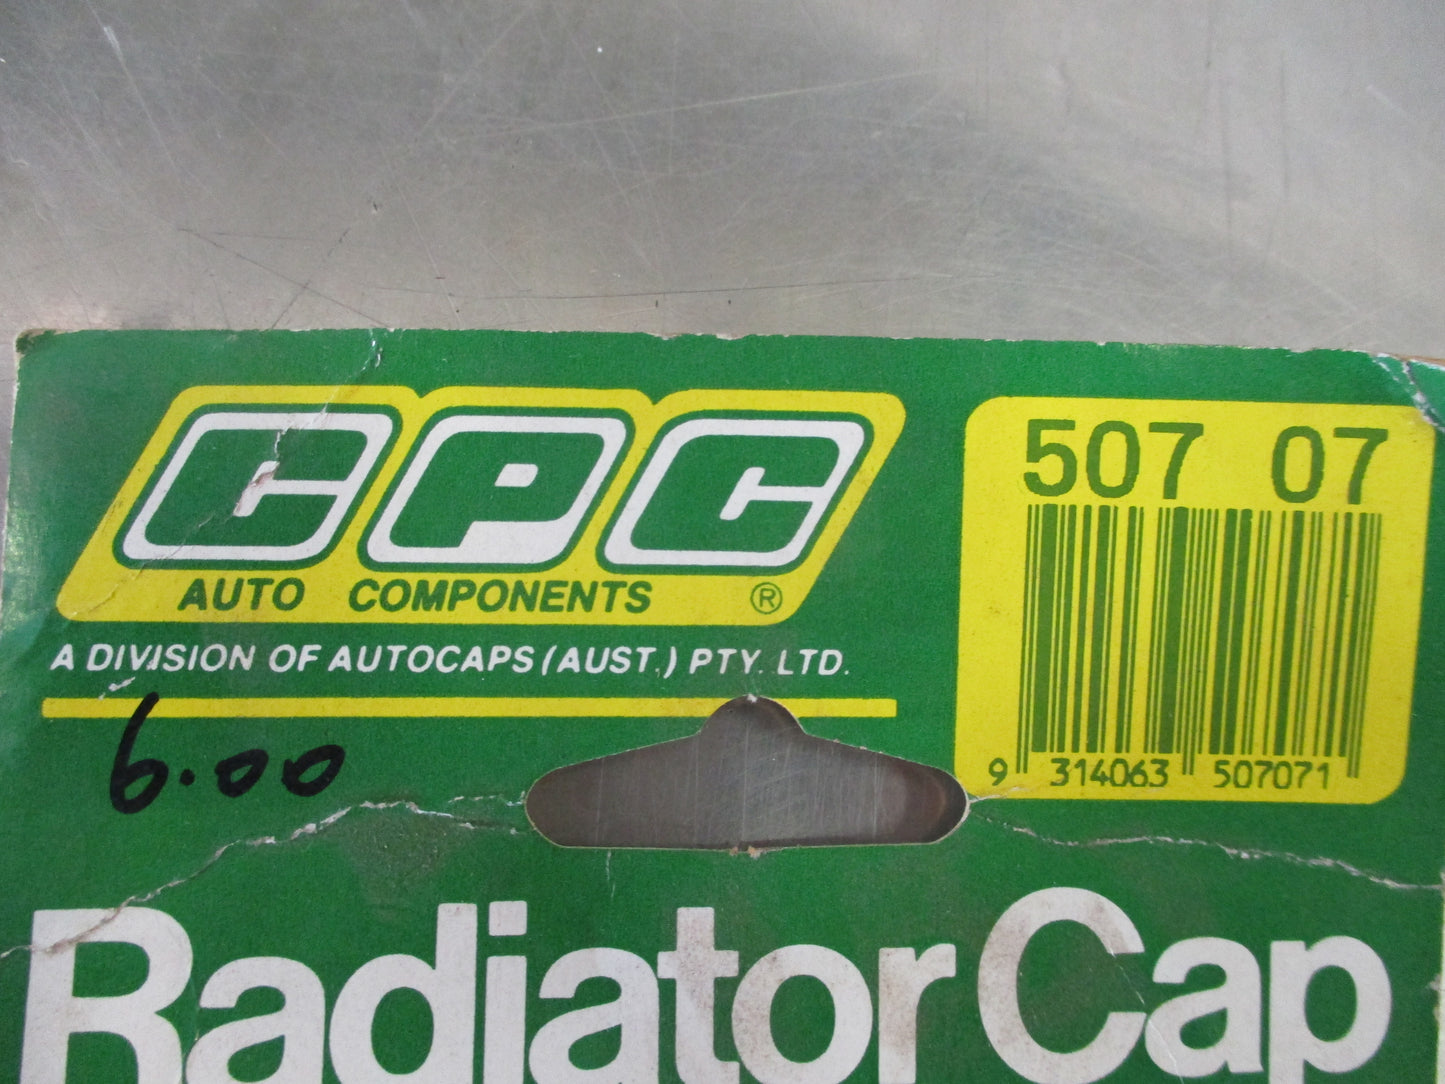 CPC
AUTO COMPONENTS ®
A DIVISION OF AUTOCAPS (AUST.) PTY. LTD.
507 07
9 314063 507071
6.00
Radiator Cap